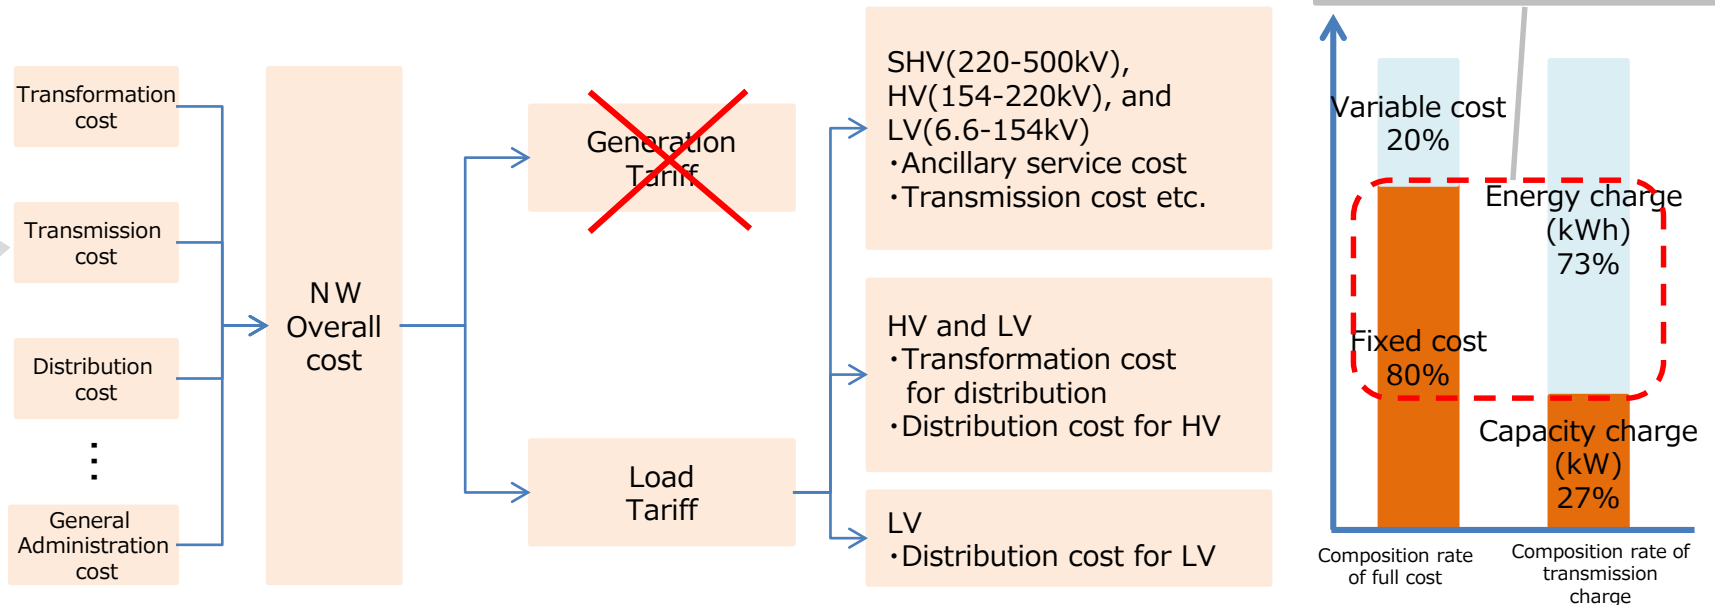 Transformation
cost
Transmission
cost
Distribution
cost
⋮
General
Administration
cost
NW
Overall
cost
Generation
Tariff
Load
Tariff
SHV(220-500kV),
HV(154-220kV), and
LV(6.6-154kV)
・Ancillary service cost
・Transmission cost etc.
HV and LV
・Transformation cost
for distribution
・Distribution cost for HV
LV
・Distribution cost for LV
Variable cost
20%
Fixed cost
80%
Energy charge
(kWh)
73%
Capacity charge
(kW)
27%
Composition rate
of full cost
Composition rate of
transmission
charge